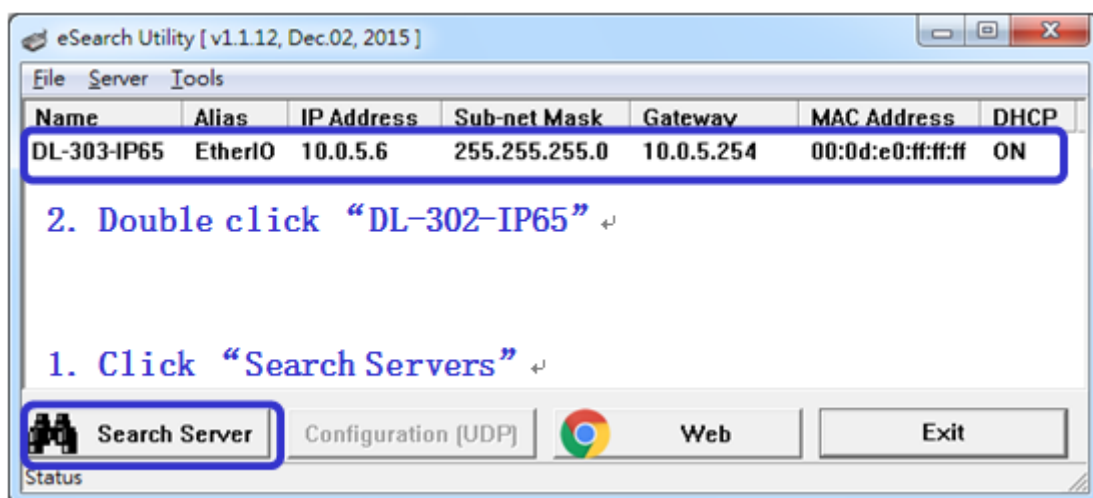 eSearch Utility [ v1.1.12, Dec.02, 2015 ]
File Server Tools
Name Alias IP Address Sub-net Mask Gateway MAC Address DHCP
DL-303-IP65 EtherIO 10.0.5.6 255.255.255.0 10.0.5.254 00:0d:e0:ff:ff:ff ON
2. Double click “DL-302-IP65”↵
1. Click “Search Servers”↵
Search Server Configuration (UDP) Web Exit
Status